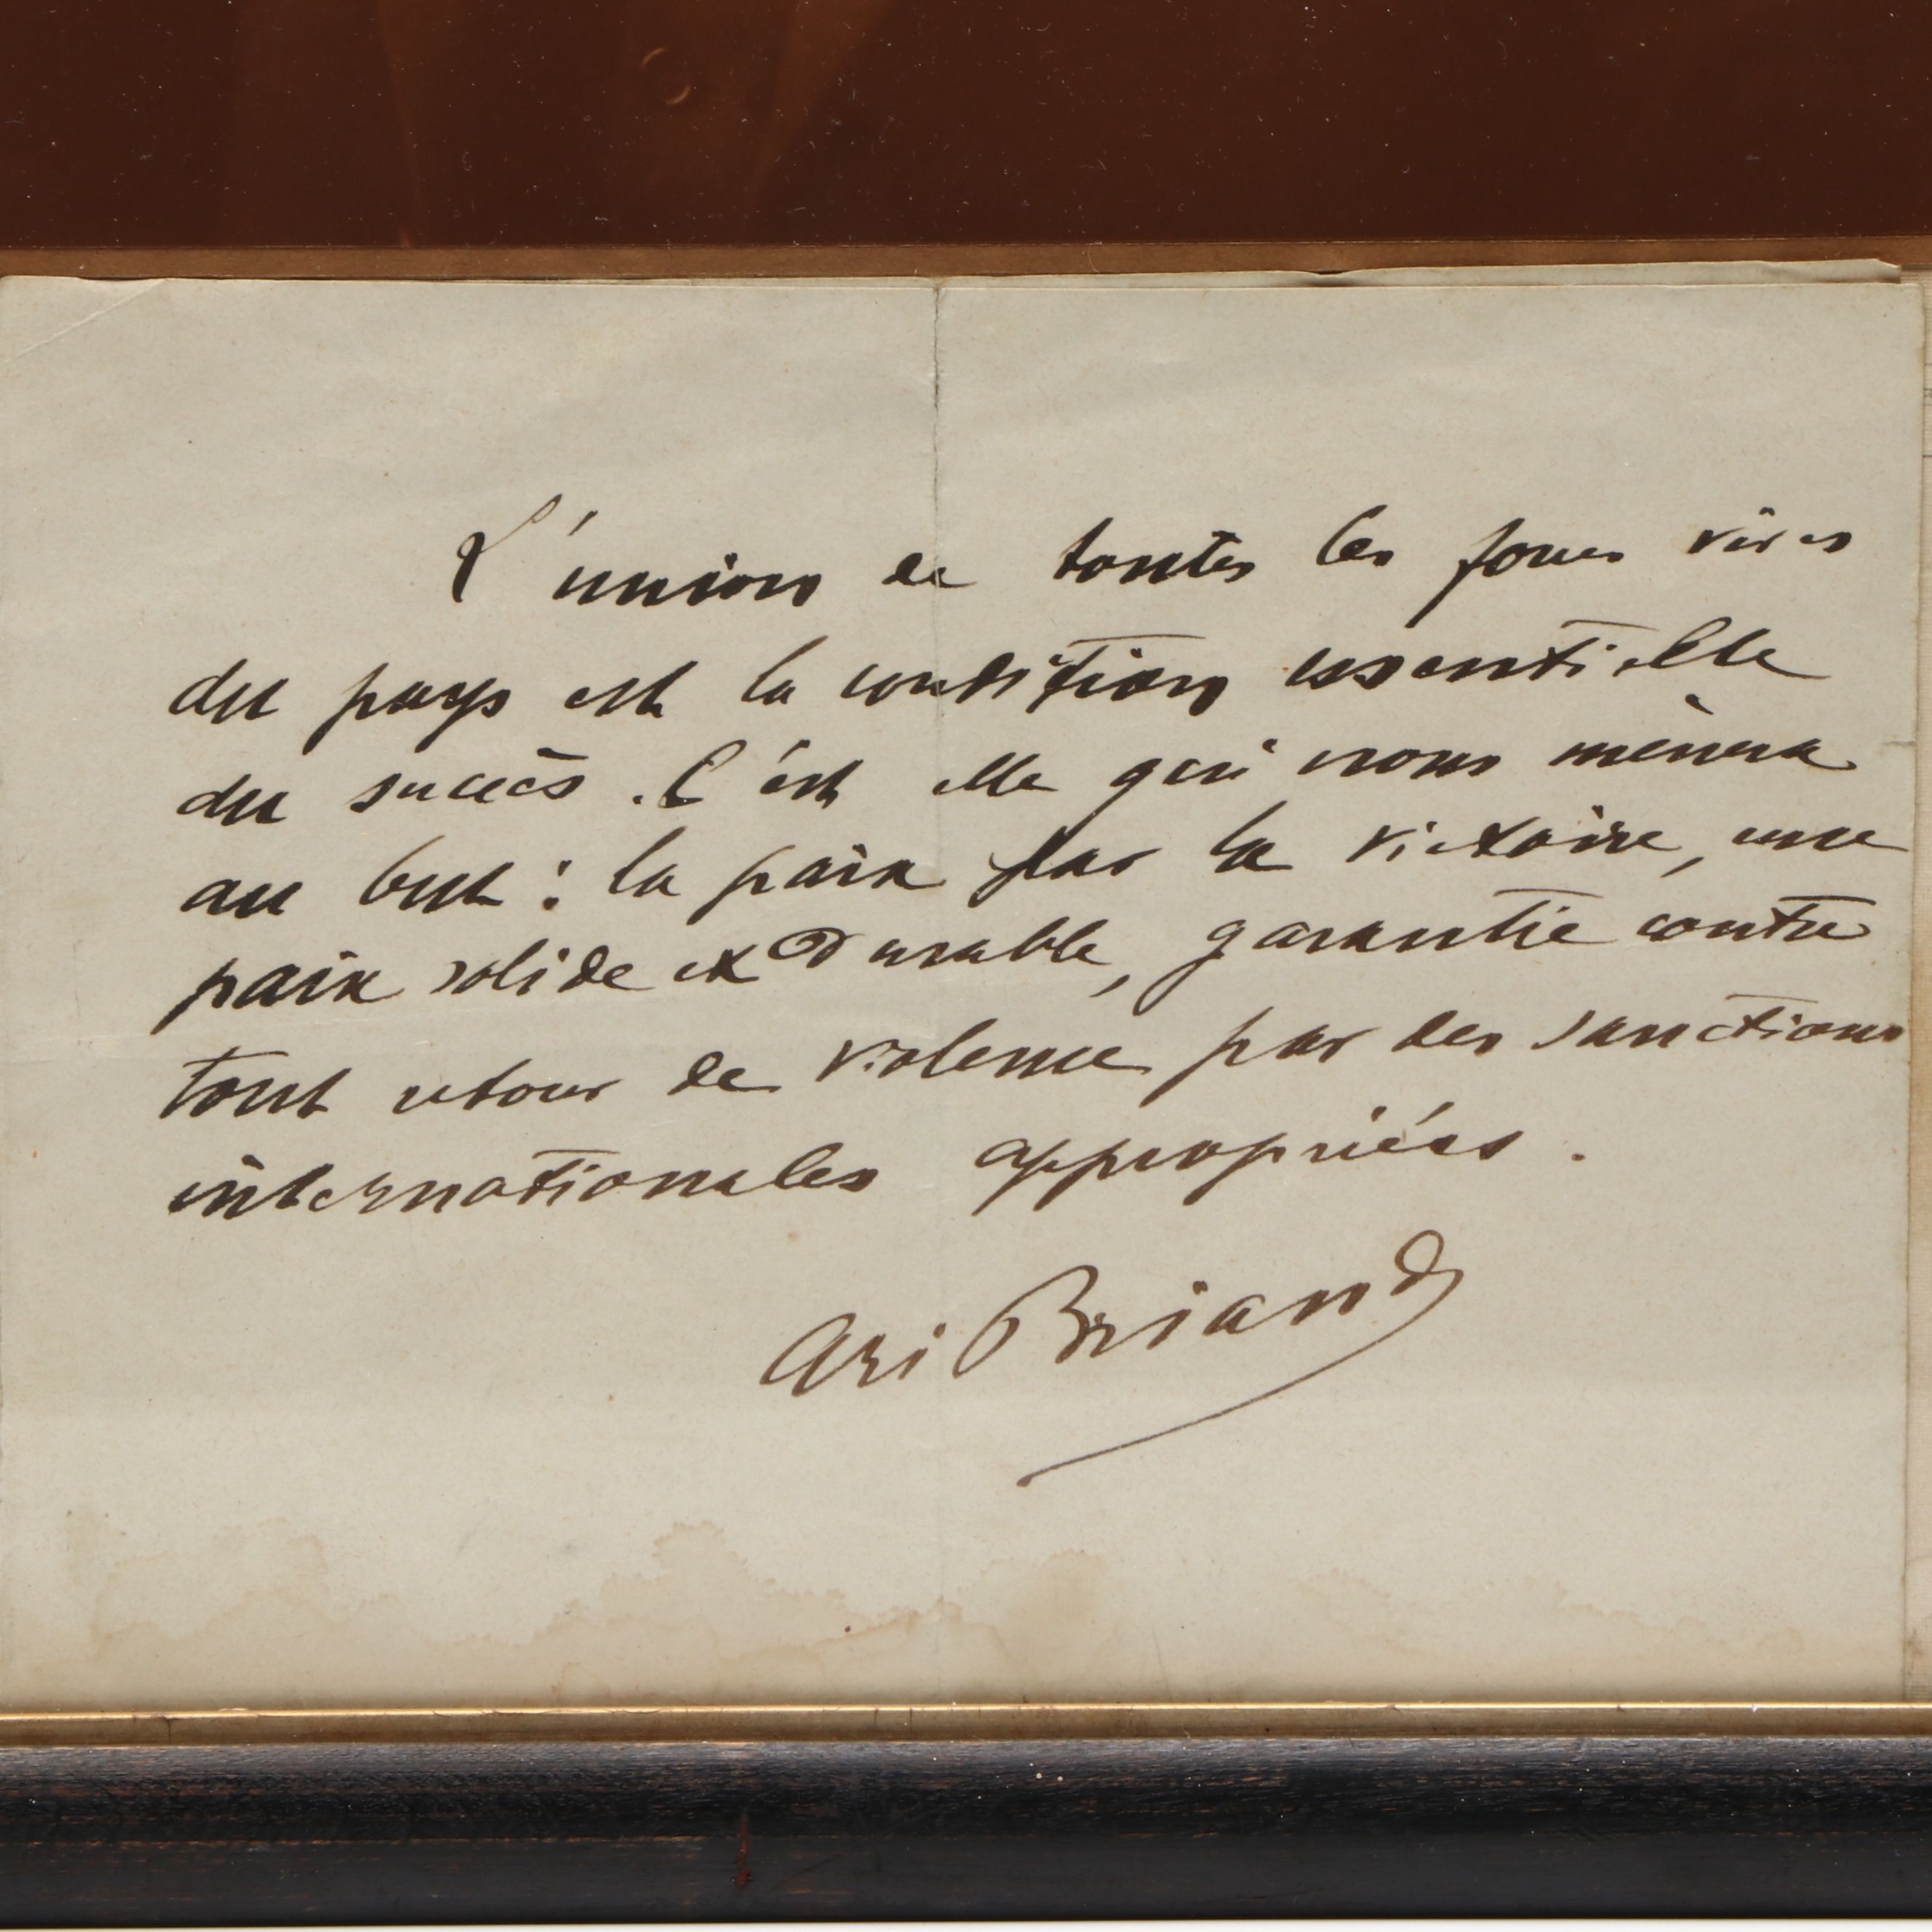 L'union de toutes les forces vives
du pays est la condition essentielle
du succès. C'est elle qui nous mènera
au but : la paix par la victoire, une
paix solide et durable, garantie contre
tout retour de violence par des sanctions
internationales appropriées.
Ari Briand